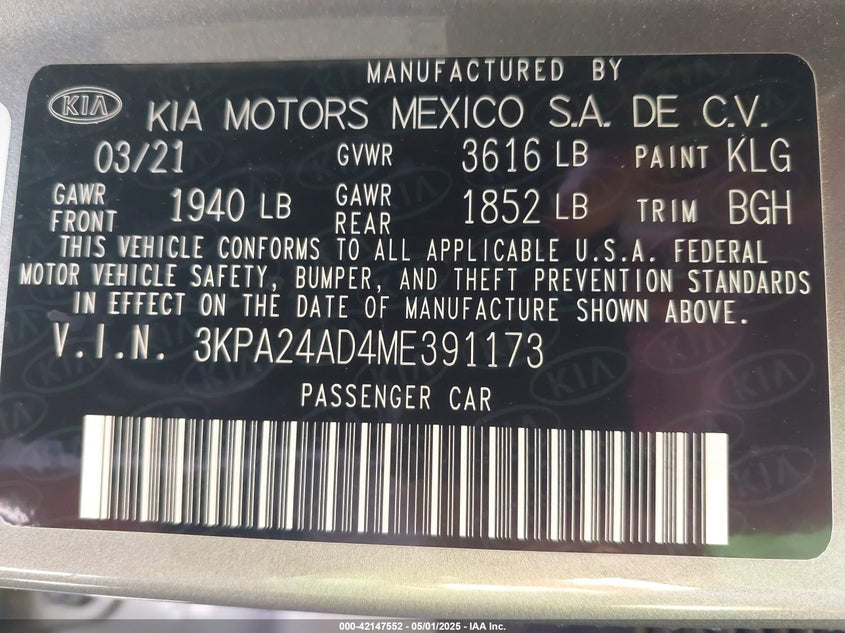 MANUFACTURED BY
KIA KIA MOTORS MEXICO S.A. DE C.V.
03/21 GVWR 3616 LB PAINT KLG
GAWR FRONT 1940 LB GAWR REAR 1852 LB TRIM BGH
THIS VEHICLE CONFORMS TO ALL APPLICABLE U.S.A. FEDERAL
MOTOR VEHICLE SAFETY, BUMPER, AND THEFT PREVENTION STANDARDS
IN EFFECT ON THE DATE OF MANUFACTURE SHOWN ABOVE.
V.I.N. 3KPA24AD4ME391173
PASSENGER CAR
000-42147552 - 05/01/2025 - IAA Inc.